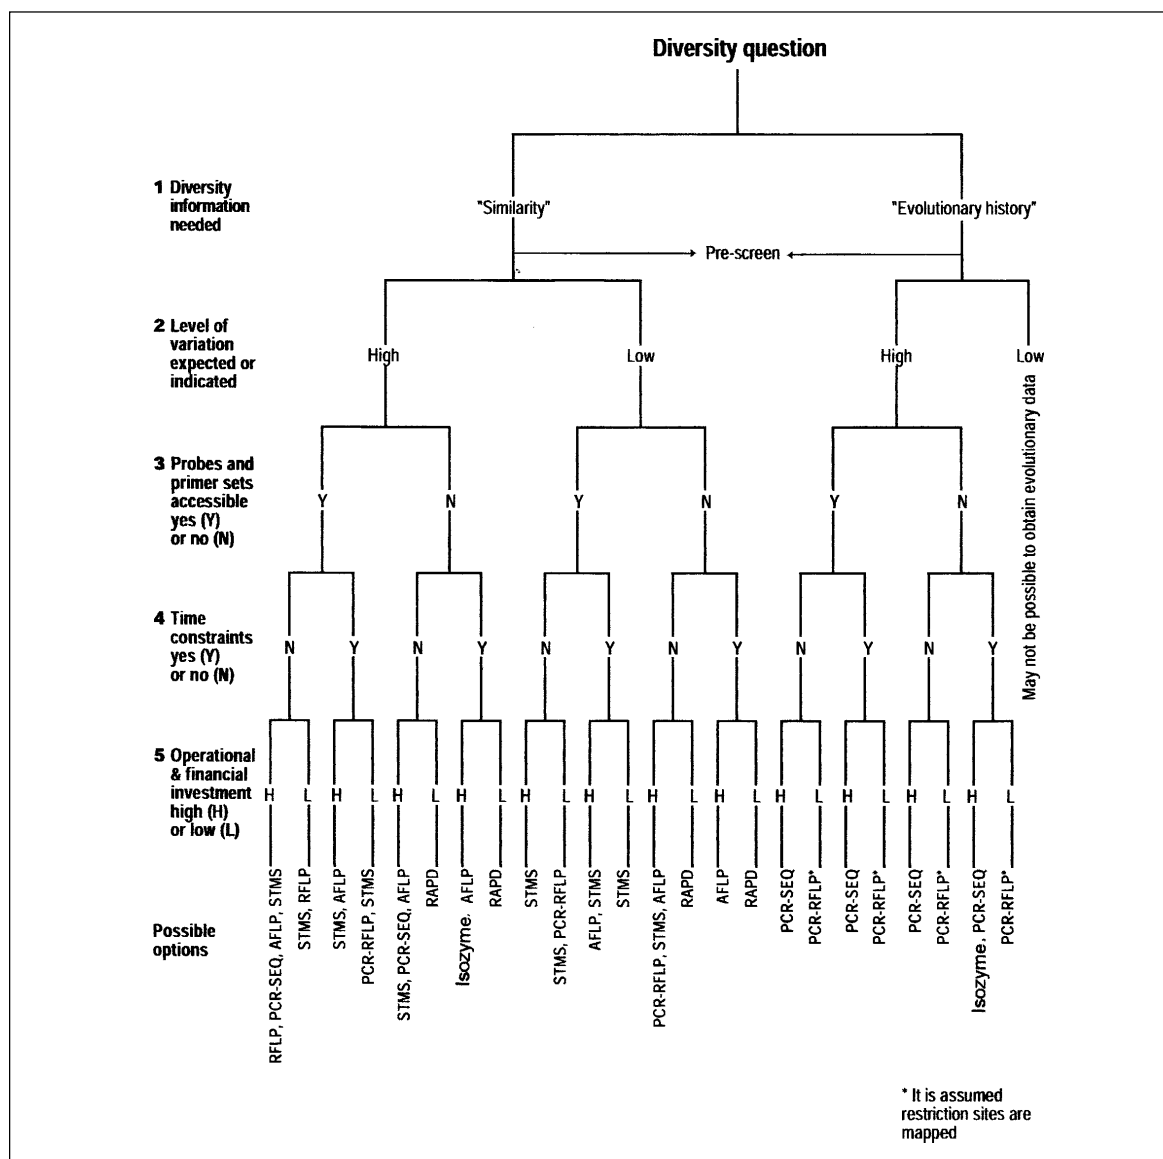 Diversity question
1 Diversity
information
needed
"Similarity"
"Evolutionary history"
Pre-screen
2 Level of
variation
expected or
indicated
High
Low
High
Low
May not be possible to obtain evolutionary data
3 Probes and
primer sets
accessible
yes (Y)
or no (N)
Y
N
Y
N
Y
N
4 Time
constraints
yes (Y)
or no (N)
N
Y
N
Y
N
Y
N
Y
N
Y
N
Y
5 Operational
& financial
investment
high (H)
or low (L)
H
L
H
L
H
L
H
L
H
L
H
L
H
L
H
L
H
L
H
L
H
L
H
L
Possible
options
RFLP, PCR-SEQ, AFLP, STMS
STMS, RFLP
STMS, AFLP
PCR-RFLP, STMS
STMS, PCR-SEQ, AFLP
RAPD
Isozyme. AFLP
RAPD
STMS
STMS, PCR-RFLP
AFLP, STMS
STMS
PCR-RFLP, STMS, AFLP
RAPD
AFLP
RAPD
PCR-SEQ
PCR-RFLP*
PCR-SEQ
PCR-RFLP*
PCR-SEQ
PCR-RFLP*
Isozyme, PCR-SEQ
PCR-RFLP*
* It is assumed
restriction sites are
mapped